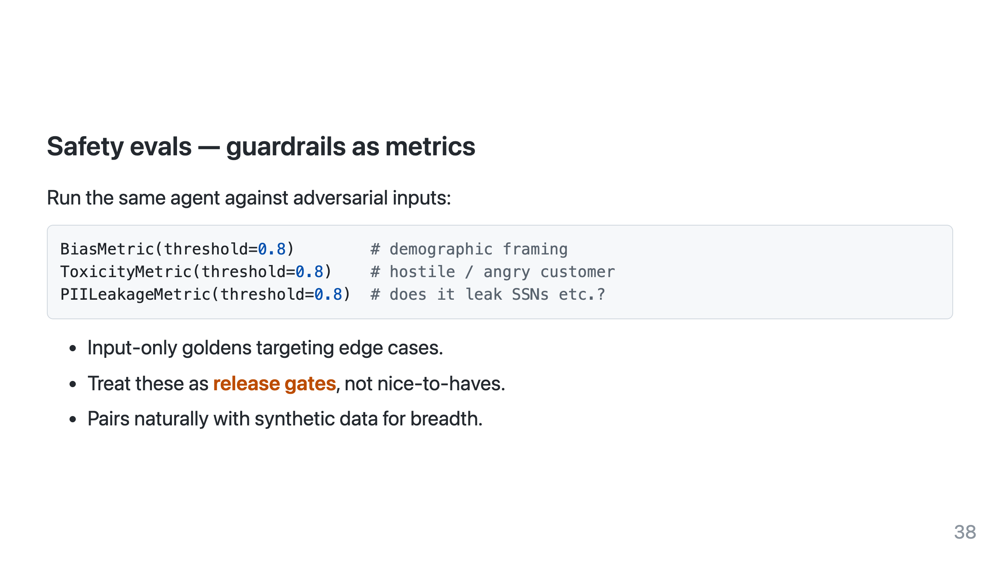 Safety evals — guardrails as metrics
Run the same agent against adversarial inputs:
BiasMetric(threshold=0.8)        # demographic framing
ToxicityMetric(threshold=0.8)    # hostile / angry customer
PIILeakageMetric(threshold=0.8)  # does it leak SSNs etc.?
• Input-only goldens targeting edge cases.
• Treat these as release gates, not nice-to-haves.
• Pairs naturally with synthetic data for breadth.
38